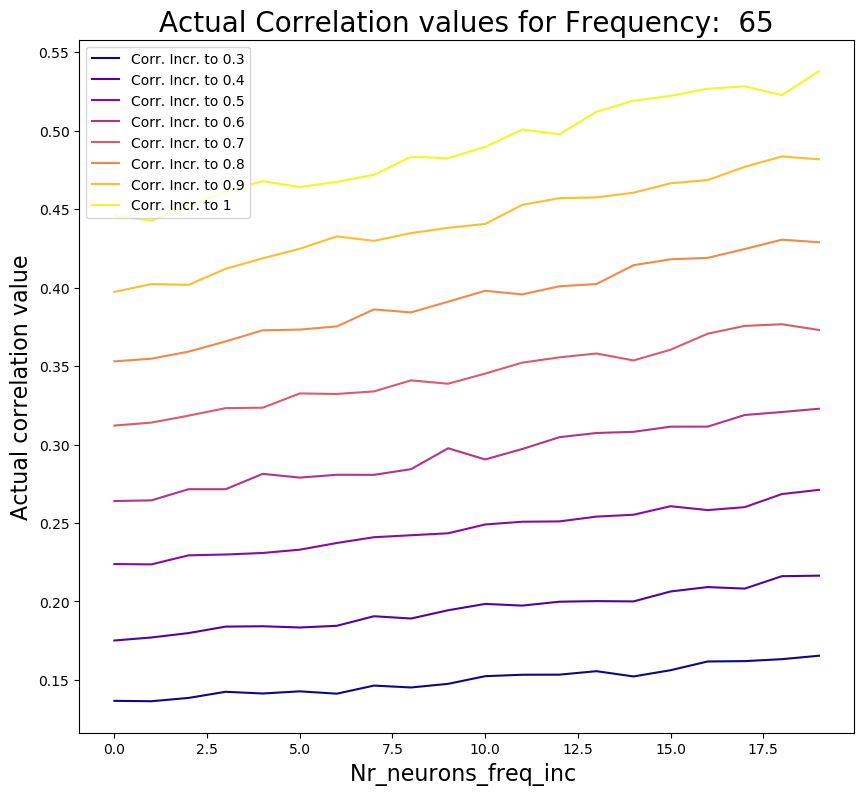 Actual Correlation values for Frequency:  65
Actual correlation value
0.55
0.50
0.45
0.40
0.35
0.30
0.25
0.20
0.15
Corr. Incr. to 0.3
Corr. Incr. to 0.4
Corr. Incr. to 0.5
Corr. Incr. to 0.6
Corr. Incr. to 0.7
Corr. Incr. to 0.8
Corr. Incr. to 0.9
Corr. Incr. to 1
0.0 2.5 5.0 7.5 10.0 12.5 15.0 17.5
Nr_neurons_freq_inc